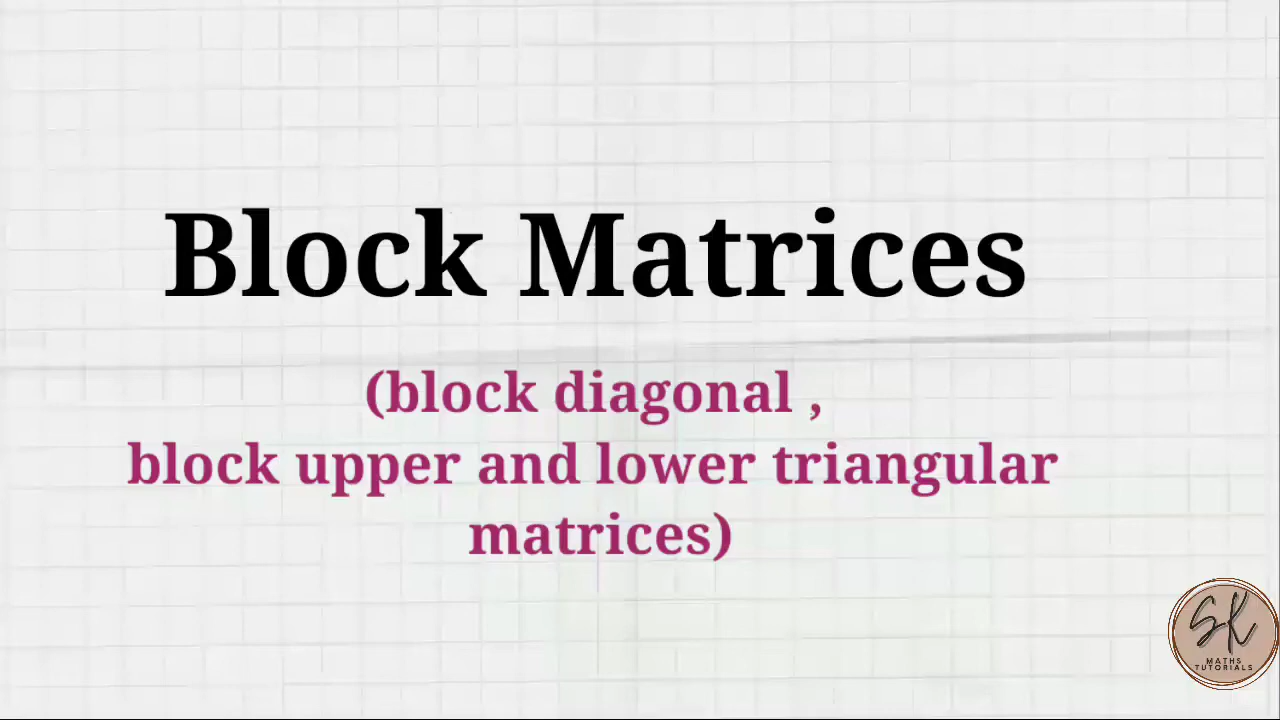 Block Matrices
(block diagonal ,
block upper and lower triangular
matrices)
SK
MATHS
TUTORIALS